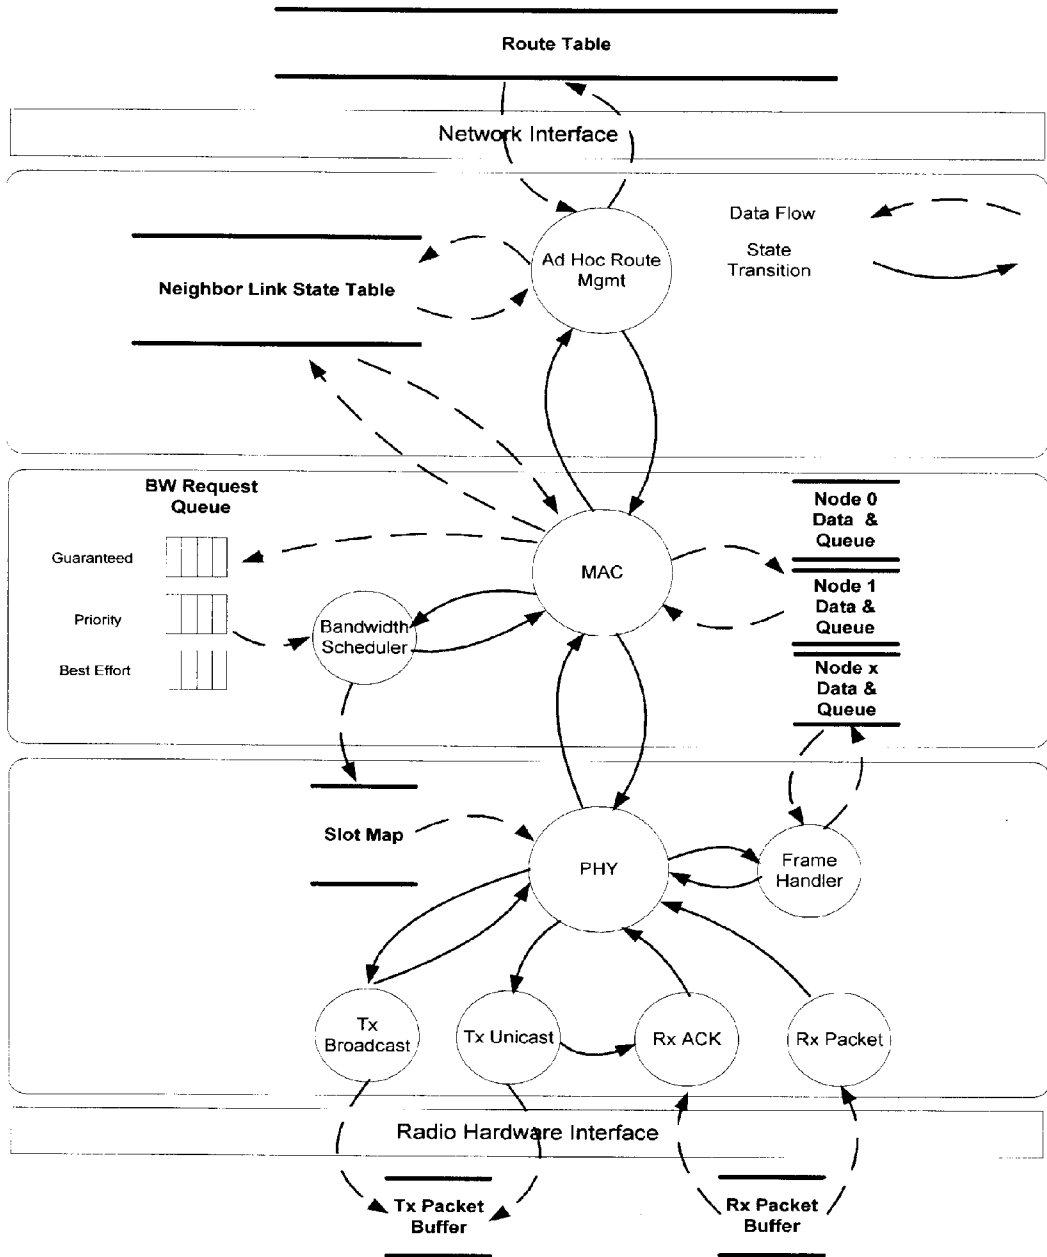 Route Table
Network Interface
Data Flow
State
Transition
Ad Hoc Route
Mgmt
Neighbor Link State Table
BW Request
Queue
Guaranteed
Priority
Best Effort
Bandwidth
Scheduler
MAC
Node 0
Data &
Queue
Node 1
Data &
Queue
Node x
Data &
Queue
Slot Map
PHY
Frame
Handler
Tx
Broadcast
Tx Unicast
Rx ACK
Rx Packet
Radio Hardware Interface
Tx Packet
Buffer
Rx Packet
Buffer